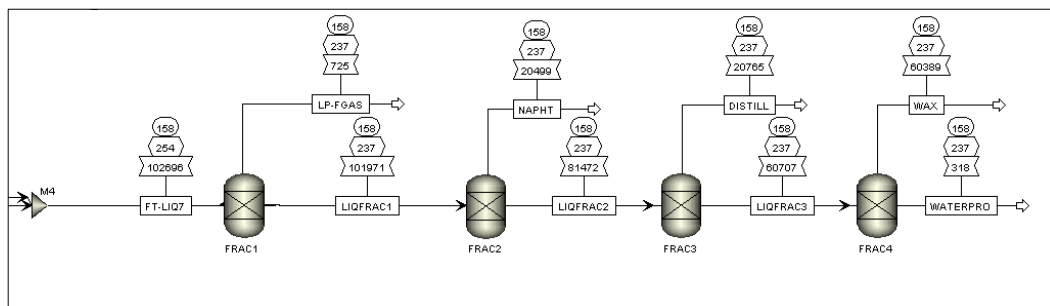 158
237
725
LP-FGAS
158
237
20499
NAPHT
158
237
20765
DISTILL
158
237
60389
WAX
M4
158
254
102696
FT-LIQ7
FRAC1
158
237
101971
LIQFRAC1
FRAC2
158
237
81472
LIQFRAC2
FRAC3
158
237
60707
LIQFRAC3
FRAC4
158
237
318
WATERPRO